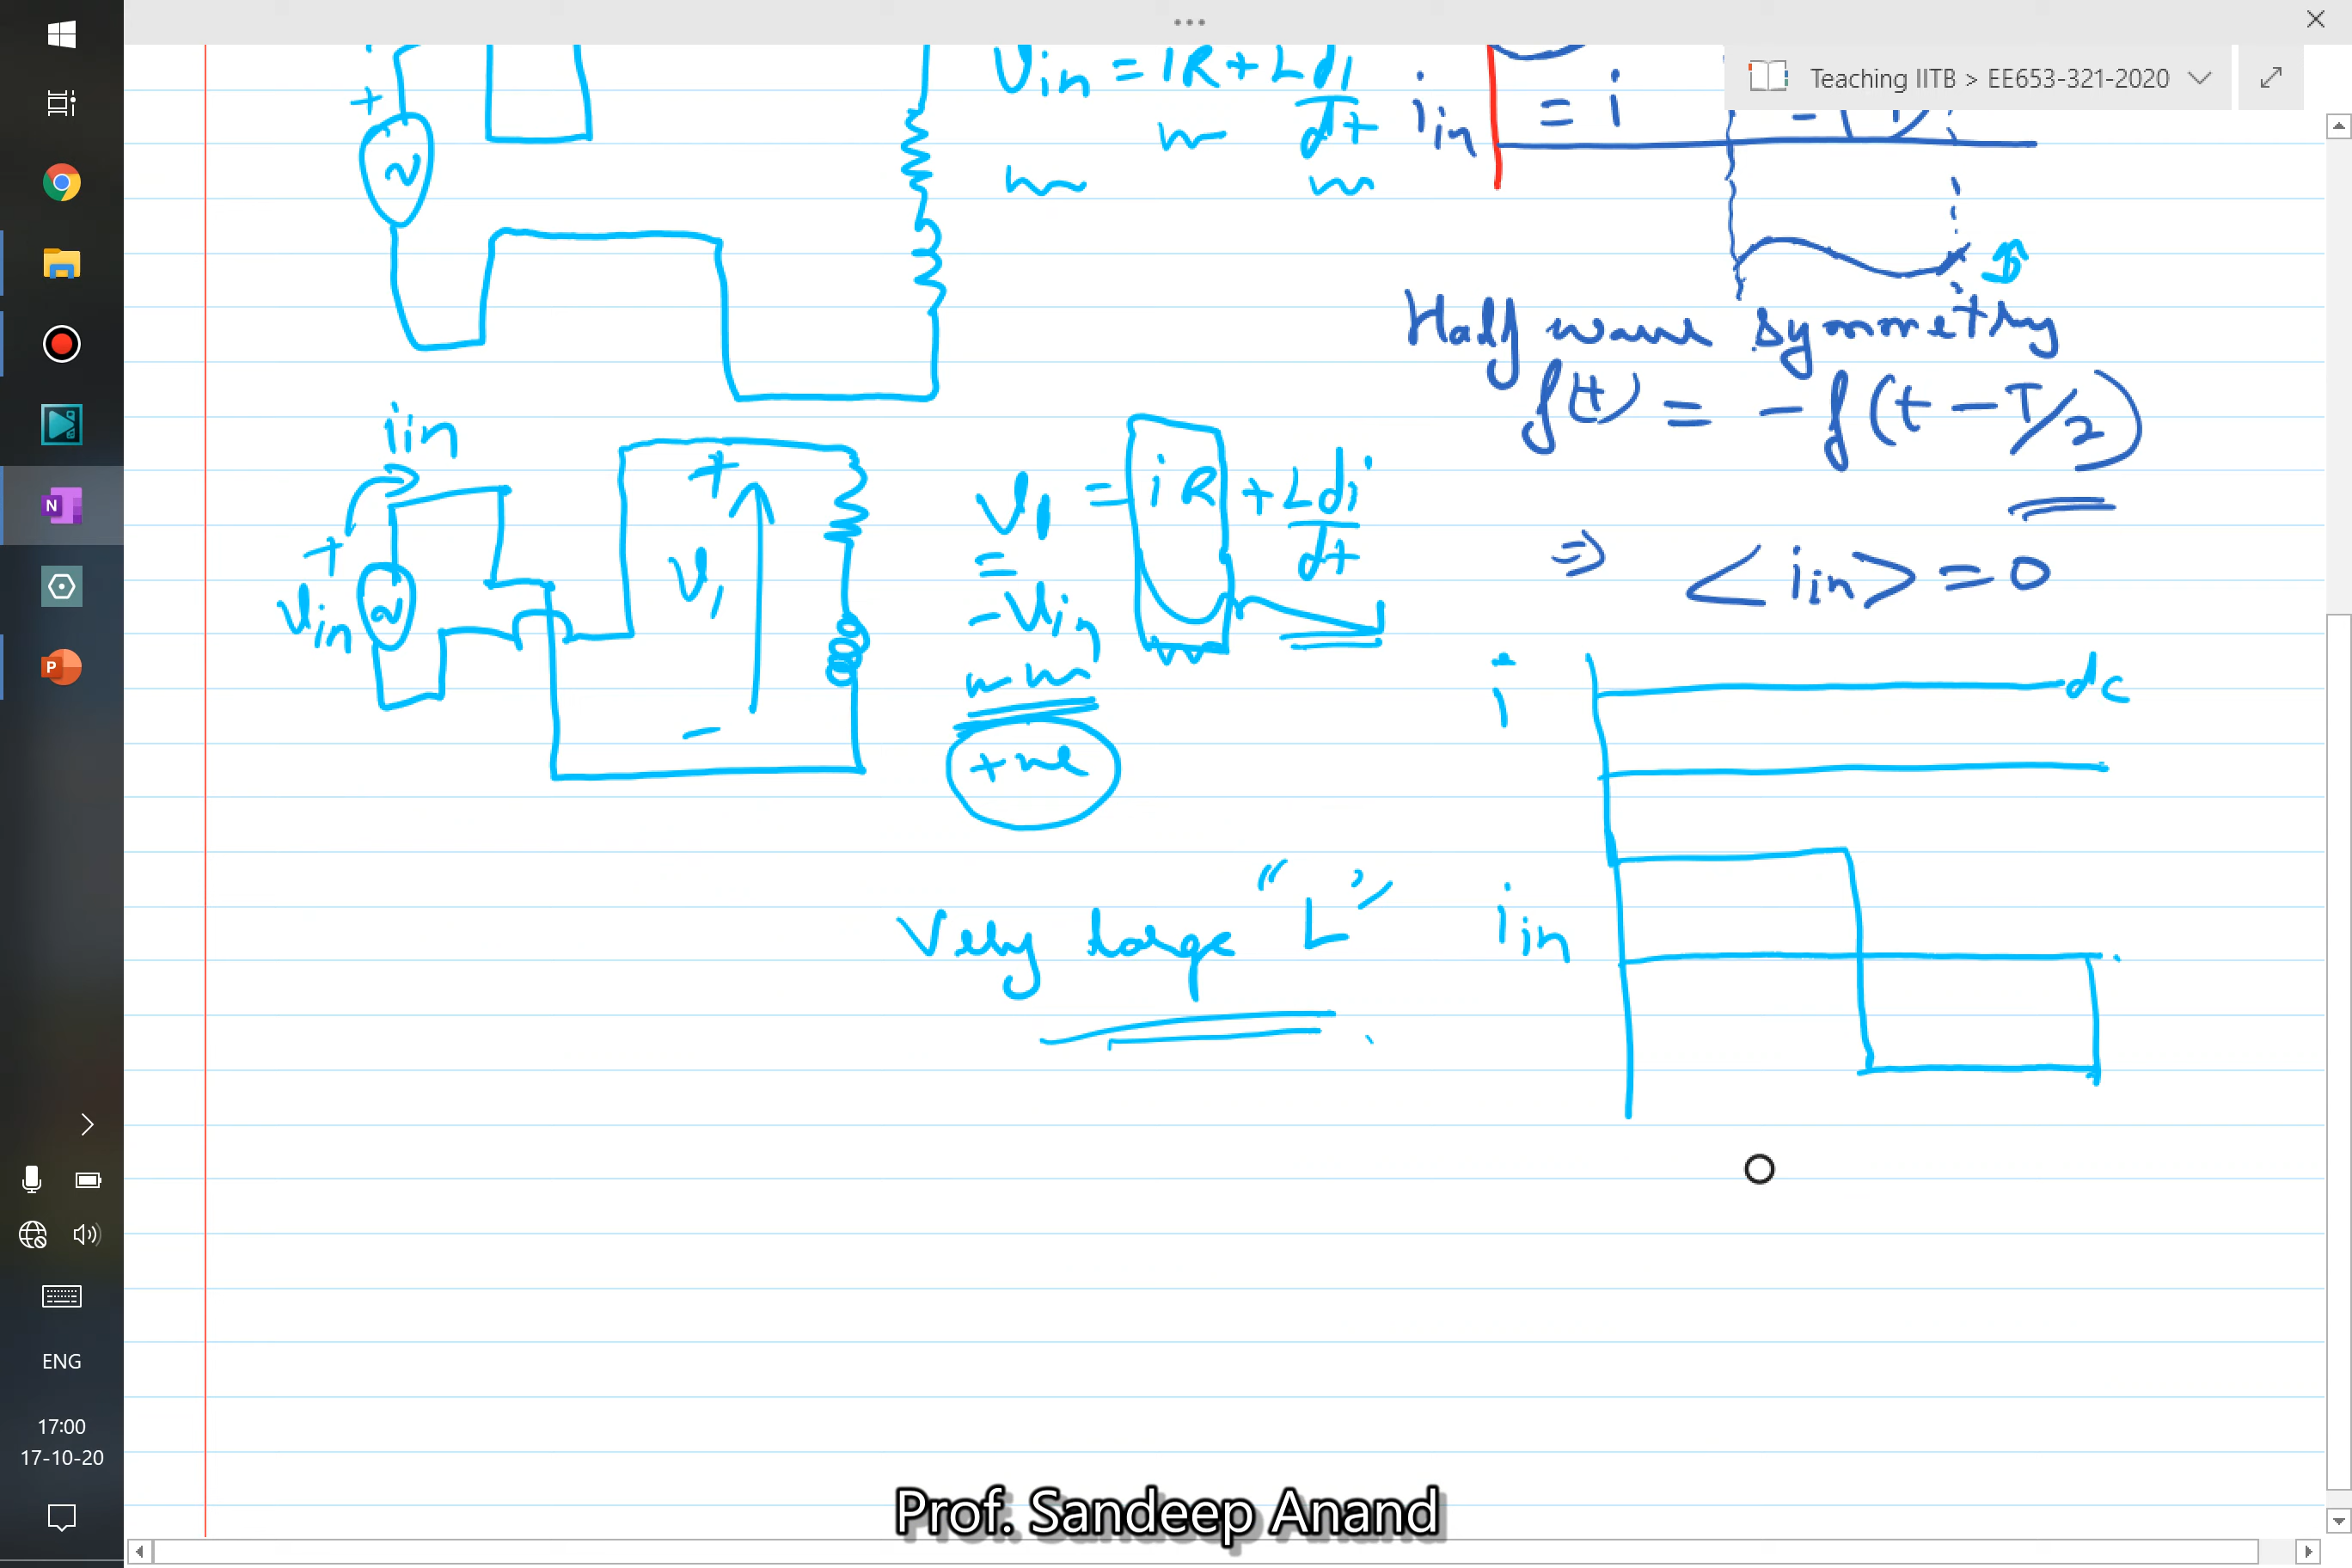 Teaching IITB > EE653-321-2020
Vin = iR + L di/dt
iin = i
+
Half wave symmetry
f(t) = -f(t - T/2)
⇒ <iin> = 0
iin
+
Vin
+
V1
-
V1 = iR + L di/dt
= -Vin
+ve
i
dc
Very large "L"
iin
N
P
ENG
17:00
17-10-20
Prof. Sandeep Anand